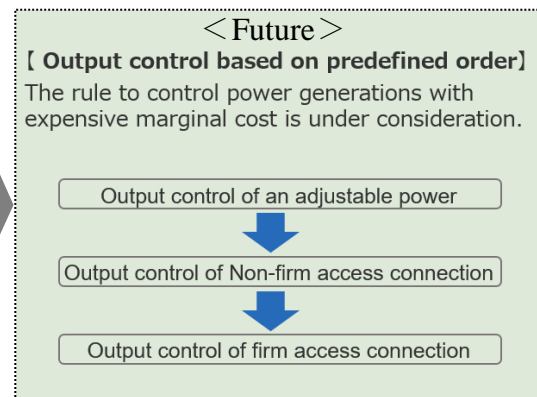 ＜Future＞
【 Output control based on predefined order】
The rule to control power generations with
expensive marginal cost is under consideration.
Output control of an adjustable power
Output control of Non-firm access connection
Output control of firm access connection